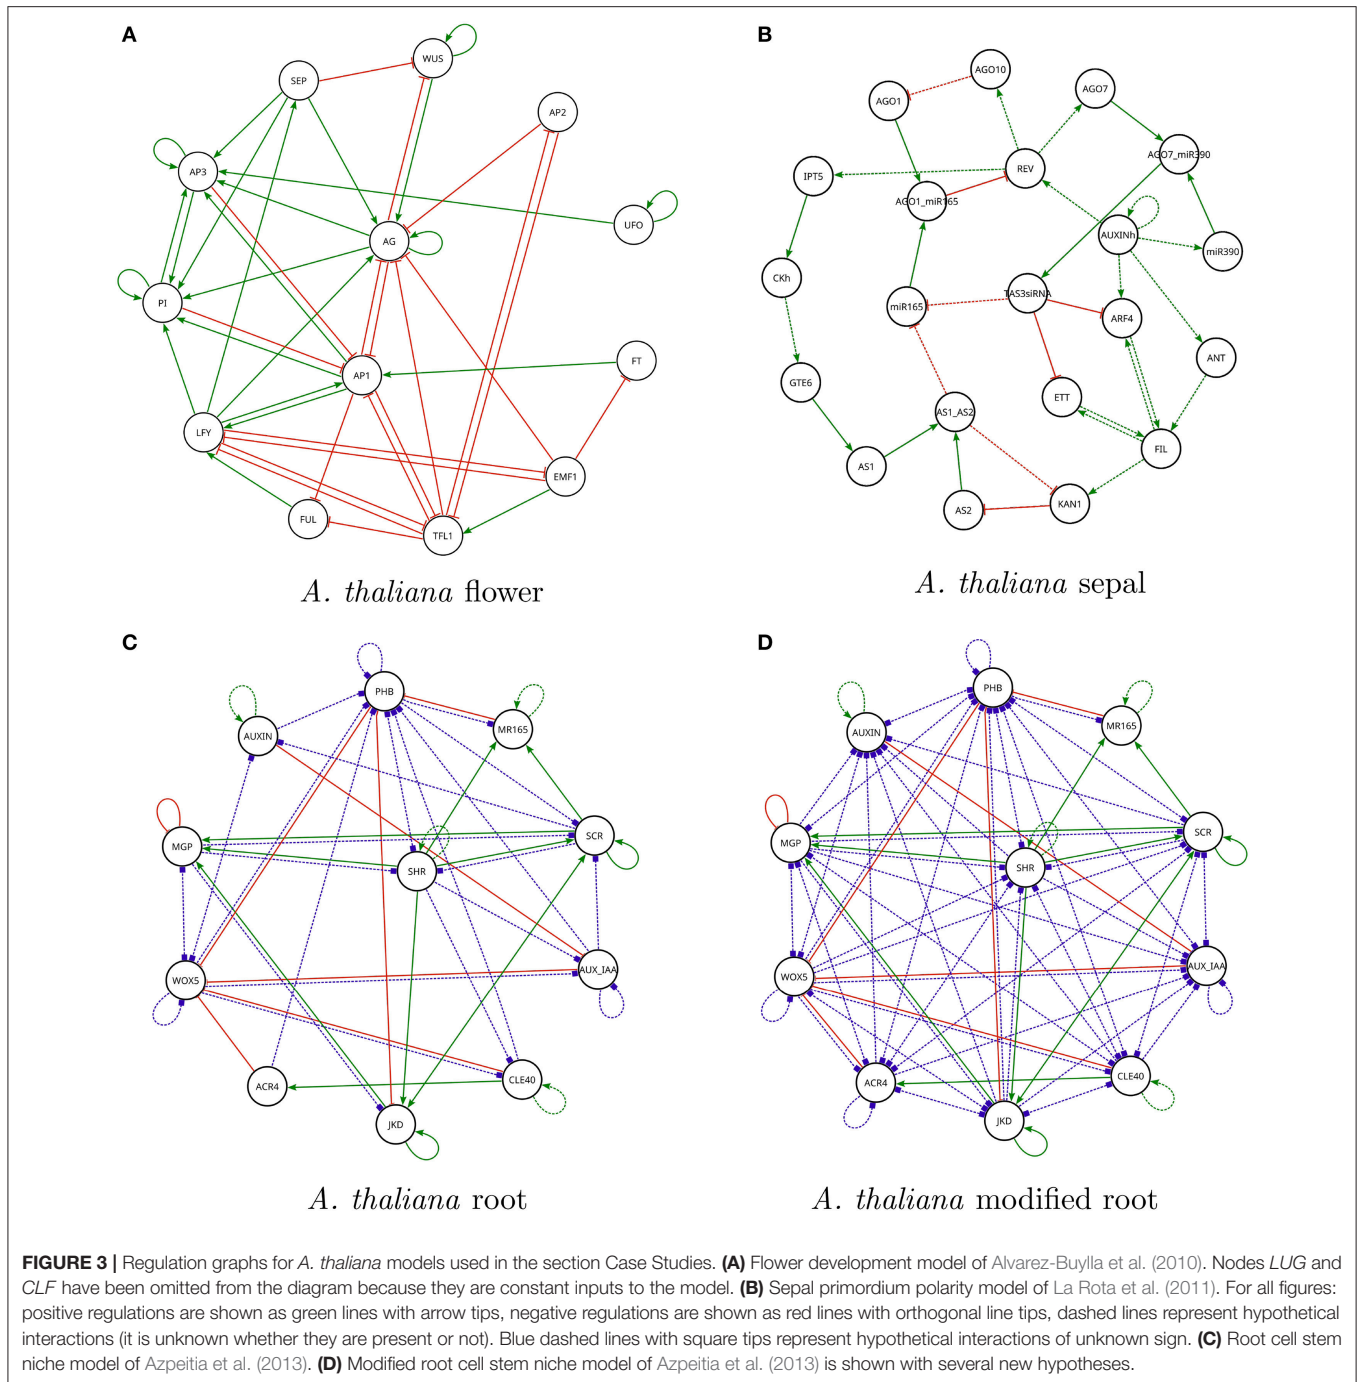 A
WUS
SEP
AP2
AP3
UFO
AG
PI
FT
AP1
LFY
EMF1
FUL
TFL1
A. thaliana flower
B
AGO10
AGO7
AGO1
AGO7_miR390
REV
IPT5
AGO1_miR165
AUXINh
miR390
CKh
TAS3siRNA
miR165
ARF4
ANT
GTE6
ETT
AS1_AS2
FIL
AS1
KAN1
AS2
A. thaliana sepal
C
PHB
MR165
AUXIN
SCR
MGP
SHR
AUX_IAA
WOX5
CLE40
ACR4
JKD
A. thaliana root
D
PHB
MR165
AUXIN
SCR
MGP
SHR
AUX_IAA
WOX5
CLE40
ACR4
JKD
A. thaliana modified root
FIGURE 3 | Regulation graphs for A. thaliana models used in the section Case Studies. (A) Flower development model of Alvarez-Buylla et al. (2010). Nodes LUG and
CLF have been omitted from the diagram because they are constant inputs to the model. (B) Sepal primordium polarity model of La Rota et al. (2011). For all figures:
positive regulations are shown as green lines with arrow tips, negative regulations are shown as red lines with orthogonal line tips, dashed lines represent hypothetical
interactions (it is unknown whether they are present or not). Blue dashed lines with square tips represent hypothetical interactions of unknown sign. (C) Root cell stem
niche model of Azpeitia et al. (2013). (D) Modified root cell stem niche model of Azpeitia et al. (2013) is shown with several new hypotheses.